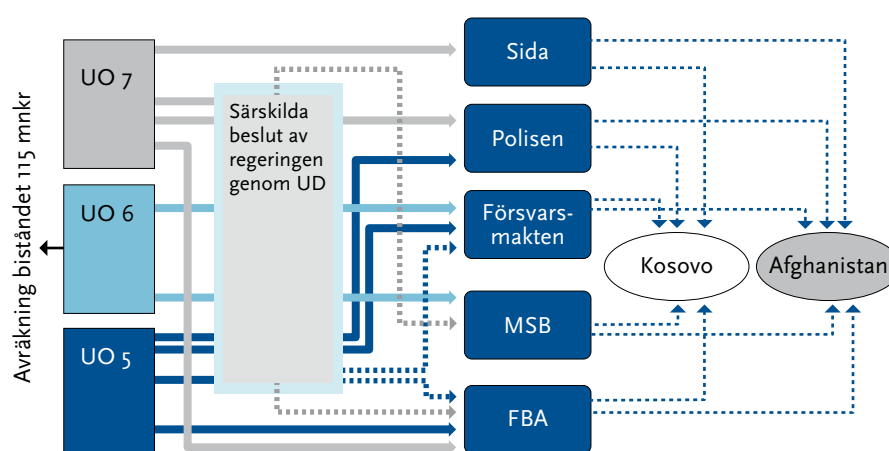 Avräkning biståndet 115 mnkr
UO 7
UO 6
UO 5
Särskilda
beslut av
regeringen
genom UD
Sida
Polisen
Försvars-
makten
MSB
FBA
Kosovo
Afghanistan